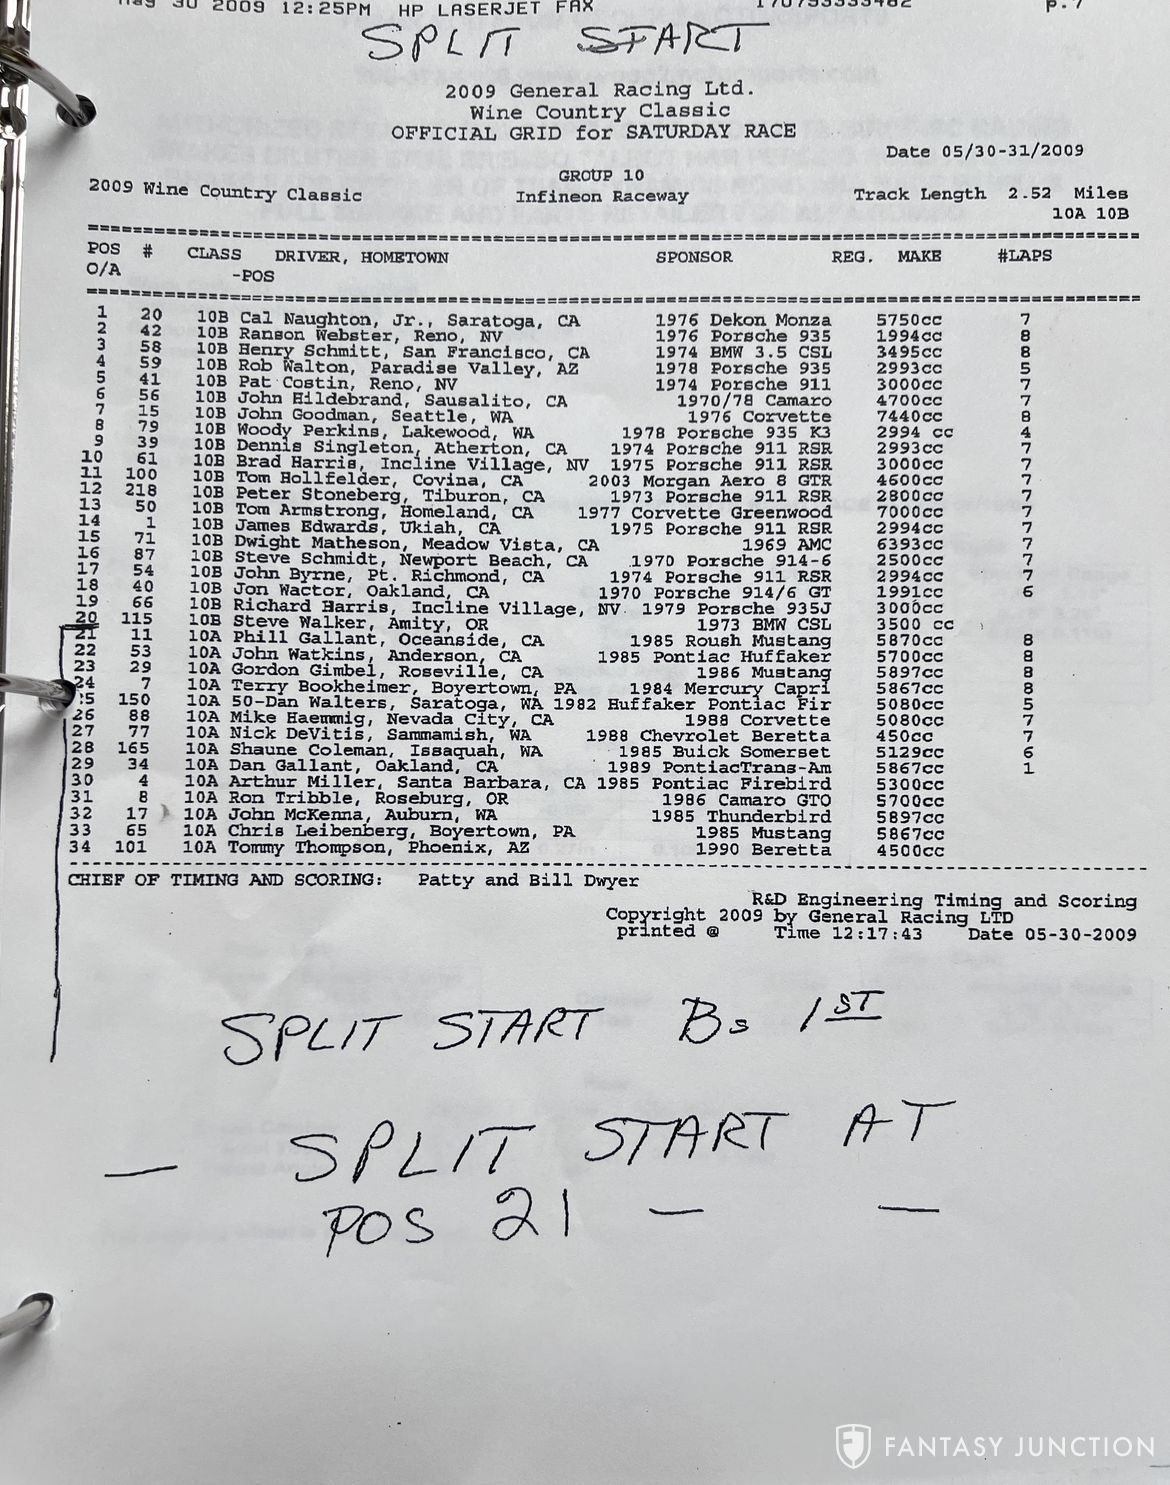 May 30 2009 12:25PM HP LASERJET FAX 17079333482 p.7
SPLIT START
2009 General Racing Ltd.
Wine Country Classic
OFFICIAL GRID for SATURDAY RACE
Date 05/30-31/2009
GROUP 10
2009 Wine Country Classic Infineon Raceway Track Length 2.52 Miles
10A 10B
POS # CLASS DRIVER, HOMETOWN SPONSOR REG. MAKE #LAPS
O/A -POS
1 20 10B Cal Naughton, Jr., Saratoga, CA 1976 Dekon Monza 5750cc 7
2 42 10B Ranson Webster, Reno, NV 1976 Porsche 935 1994cc 8
3 58 10B Henry Schmitt, San Francisco, CA 1974 BMW 3.5 CSL 3495cc 8
4 59 10B Rob Walton, Paradise Valley, AZ 1978 Porsche 935 2993cc 5
5 41 10B Pat Costin, Reno, NV 1974 Porsche 911 3000cc 7
6 56 10B John Hildebrand, Sausalito, CA 1970/78 Camaro 4700cc 7
7 15 10B John Goodman, Seattle, WA 1976 Corvette 7440cc 8
8 79 10B Woody Perkins, Lakewood, WA 1978 Porsche 935 K3 2994 cc 4
9 39 10B Dennis Singleton, Atherton, CA 1974 Porsche 911 RSR 2993cc 7
10 61 10B Brad Harris, Incline Village, NV 1975 Porsche 911 RSR 3000cc 7
11 100 10B Tom Hollfelder, Covina, CA 2003 Morgan Aero 8 GTR 4600cc 7
12 218 10B Peter Stoneberg, Tiburon, CA 1973 Porsche 911 RSR 2800cc 7
13 50 10B Tom Armstrong, Homeland, CA 1977 Corvette Greenwood 7000cc 7
14 1 10B James Edwards, Ukiah, CA 1975 Porsche 911 RSR 2994cc 7
15 71 10B Dwight Matheson, Meadow Vista, CA 1969 AMC 6393cc 7
16 87 10B Steve Schmidt, Newport Beach, CA 1970 Porsche 914-6 2500cc 7
17 54 10B John Byrne, Pt. Richmond, CA 1974 Porsche 911 RSR 2994cc 7
18 40 10B Jon Wactor, Oakland, CA 1970 Porsche 914/6 GT 1991cc 6
19 66 10B Richard Harris, Incline Village, NV 1979 Porsche 935J 3000cc
20 115 10B Steve Walker, Amity, OR 1973 BMW CSL 3500 cc
21 11 10A Phill Gallant, Oceanside, CA 1985 Roush Mustang 5870cc 8
22 53 10A John Watkins, Anderson, CA 1985 Pontiac Huffaker 5700cc 8
23 29 10A Gordon Gimbel, Roseville, CA 1986 Mustang 5897cc 8
24 7 10A Terry Bookheimer, Boyertown, PA 1984 Mercury Capri 5867cc 8
25 150 10A 50-Dan Walters, Saratoga, WA 1982 Huffaker Pontiac Fir 5080cc 5
26 88 10A Mike Haemmig, Nevada City, CA 1988 Corvette 5080cc 7
27 77 10A Nick DeVitis, Sammamish, WA 1988 Chevrolet Beretta 450cc 7
28 165 10A Shaune Coleman, Issaquah, WA 1985 Buick Somerset 5129cc 6
29 34 10A Dan Gallant, Oakland, CA 1989 PontiacTrans-Am 5867cc 1
30 4 10A Arthur Miller, Santa Barbara, CA 1985 Pontiac Firebird 5300cc
31 8 10A Ron Tribble, Roseburg, OR 1986 Camaro GTO 5700cc
32 17 10A John McKenna, Auburn, WA 1985 Thunderbird 5897cc
33 65 10A Chris Leibenberg, Boyertown, PA 1985 Mustang 5867cc
34 101 10A Tommy Thompson, Phoenix, AZ 1990 Beretta 4500cc
CHIEF OF TIMING AND SCORING: Patty and Bill Dwyer
R&D Engineering Timing and Scoring
Copyright 2009 by General Racing LTD
printed @ Time 12:17:43 Date 05-30-2009
SPLIT START Bs 1ST
— SPLIT START AT
POS 21 — —
FANTASY JUNCTION